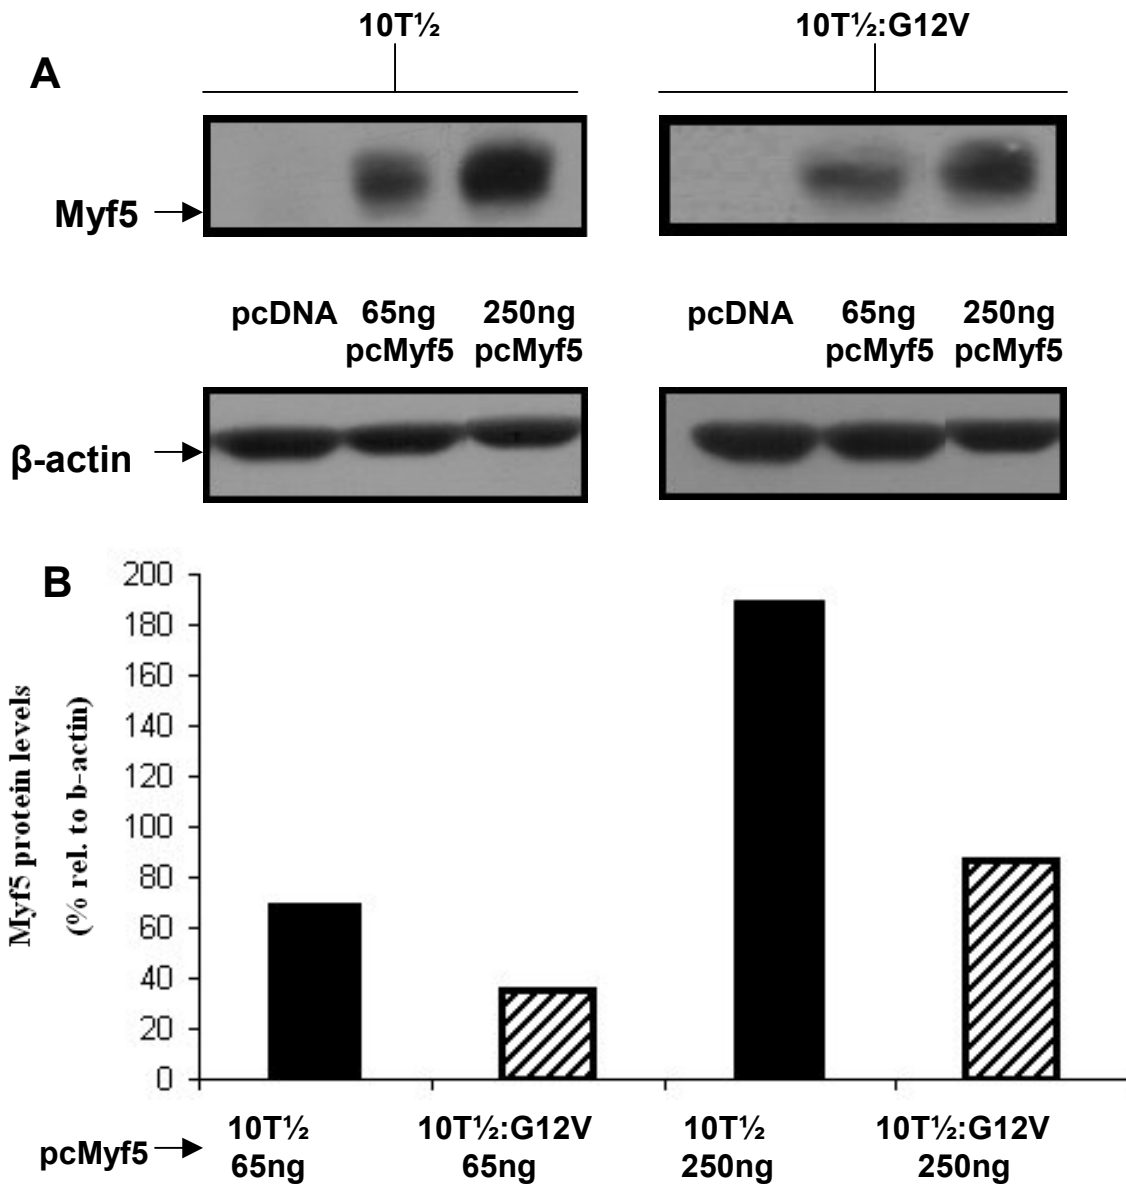 10T½
10T½:G12V
A
Myf5
pcDNA
65ng
pcMyf5
250ng
pcMyf5
pcDNA
65ng
pcMyf5
250ng
pcMyf5
β-actin
B
Myf5 protein levels
(% rel. to b-actin)
200
180
160
140
120
100
80
60
40
20
0
pcMyf5
10T½
65ng
10T½:G12V
65ng
10T½
250ng
10T½:G12V
250ng